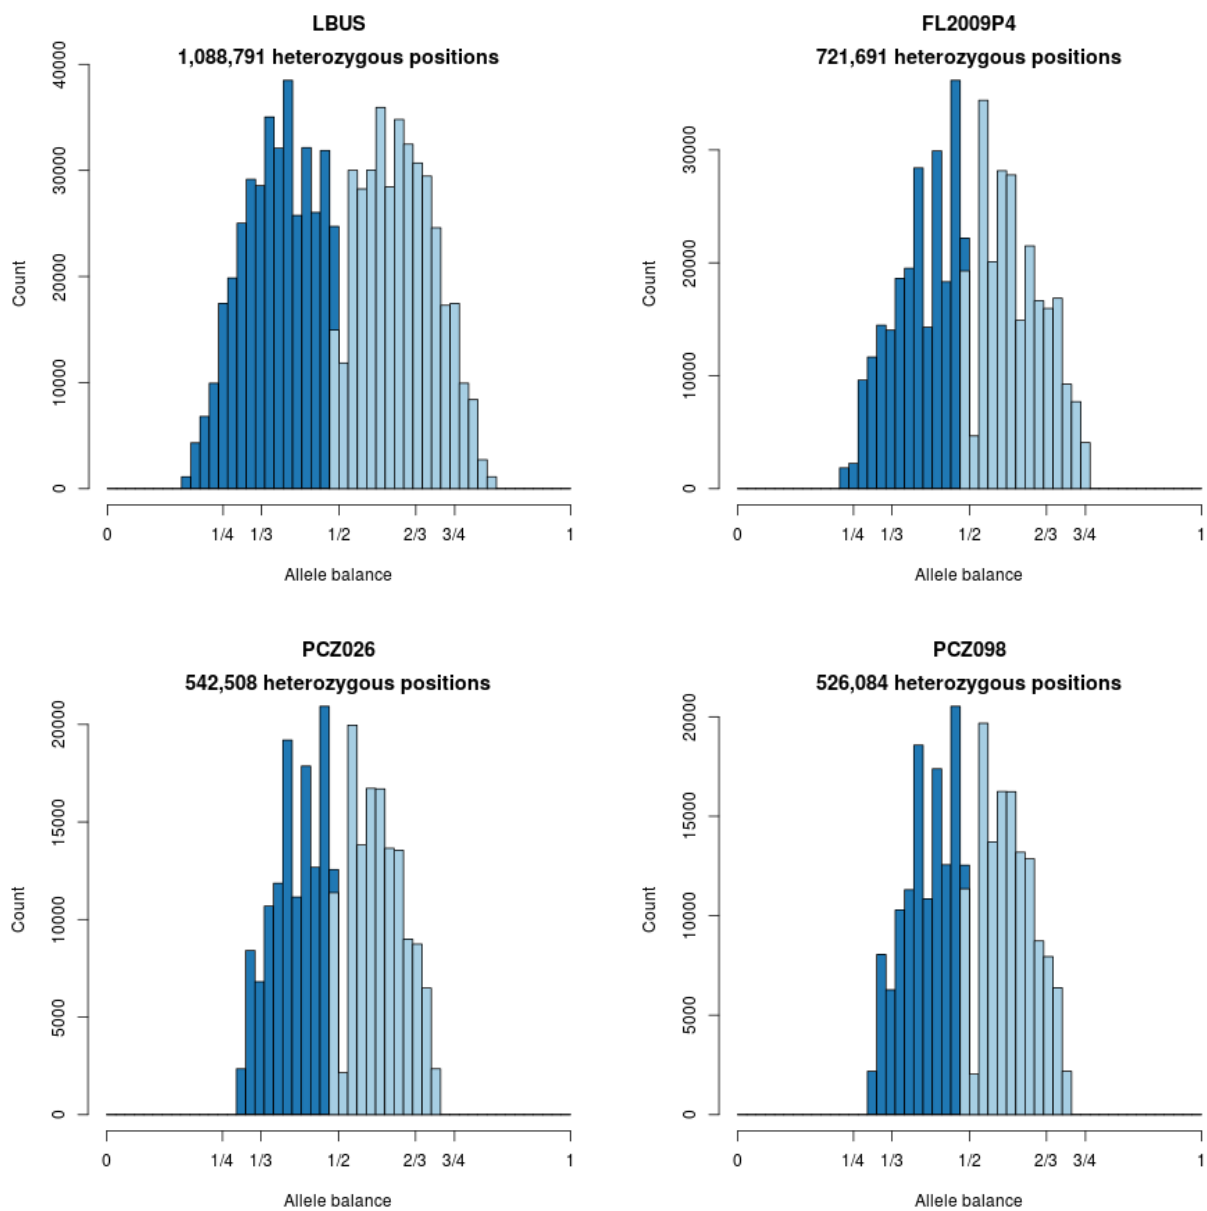 LBUS
1,088,791 heterozygous positions
40000
30000
20000
10000
0
Count
0 1/4 1/3 1/2 2/3 3/4 1
Allele balance
FL2009P4
721,691 heterozygous positions
30000
20000
10000
0
Count
0 1/4 1/3 1/2 2/3 3/4 1
Allele balance
PCZ026
542,508 heterozygous positions
20000
15000
10000
5000
0
Count
0 1/4 1/3 1/2 2/3 3/4 1
Allele balance
PCZ098
526,084 heterozygous positions
20000
15000
10000
5000
0
Count
0 1/4 1/3 1/2 2/3 3/4 1
Allele balance